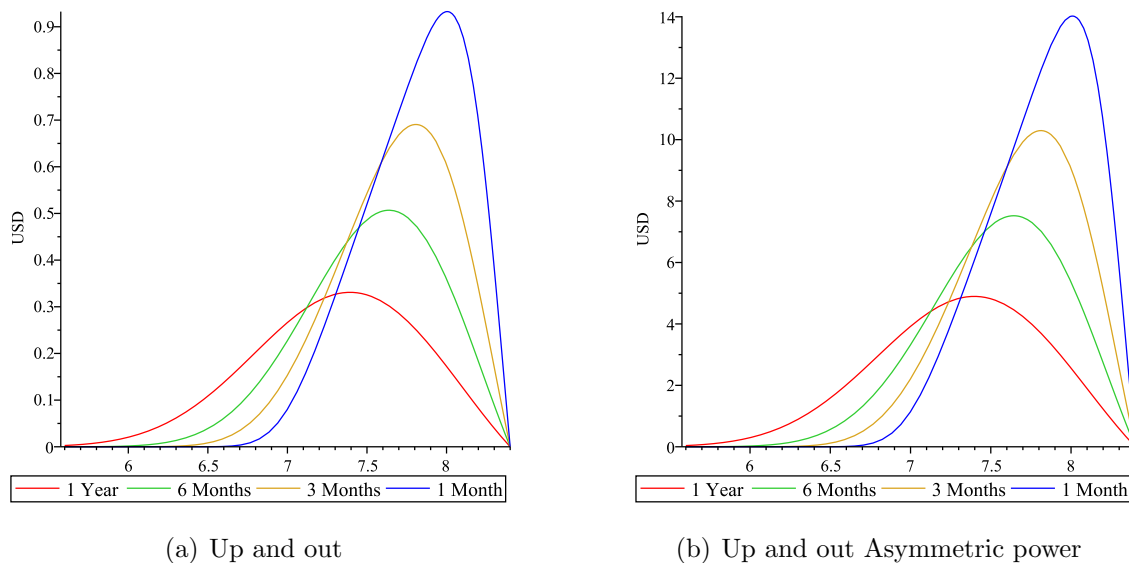 0.9
0.8
0.7
0.6
0.5
0.4
0.3
0.2
0.1
0
USD
6 6.5 7 7.5 8
1 Year 6 Months 3 Months 1 Month
(a) Up and out
14
12
10
8
6
4
2
0
USD
6 6.5 7 7.5 8
1 Year 6 Months 3 Months 1 Month
(b) Up and out Asymmetric power